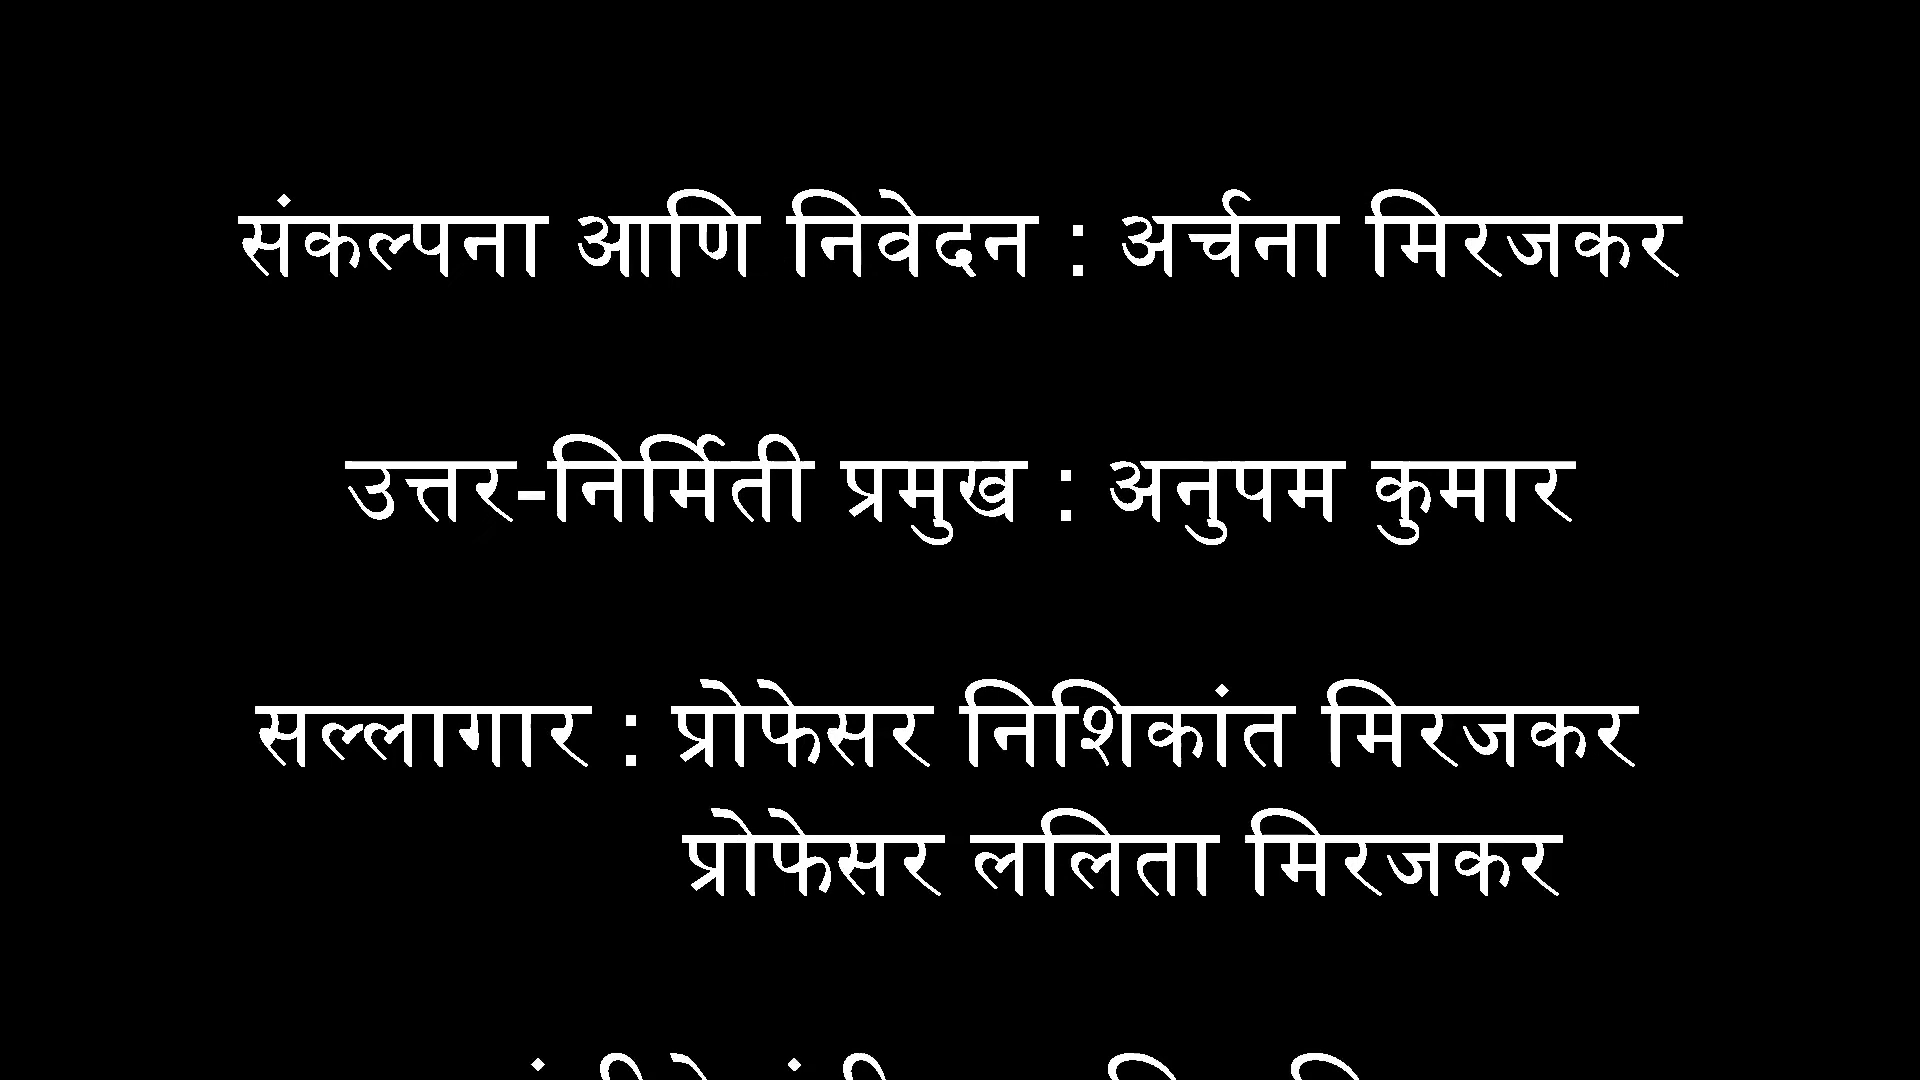 संकल्पना आणि निवेदन : अर्चना मिरजकर
उत्तर-निर्मिती प्रमुख : अनुपम कुमार
सल्लागार : प्रोफेसर निशिकांत मिरजकर
प्रोफेसर ललिता मिरजकर